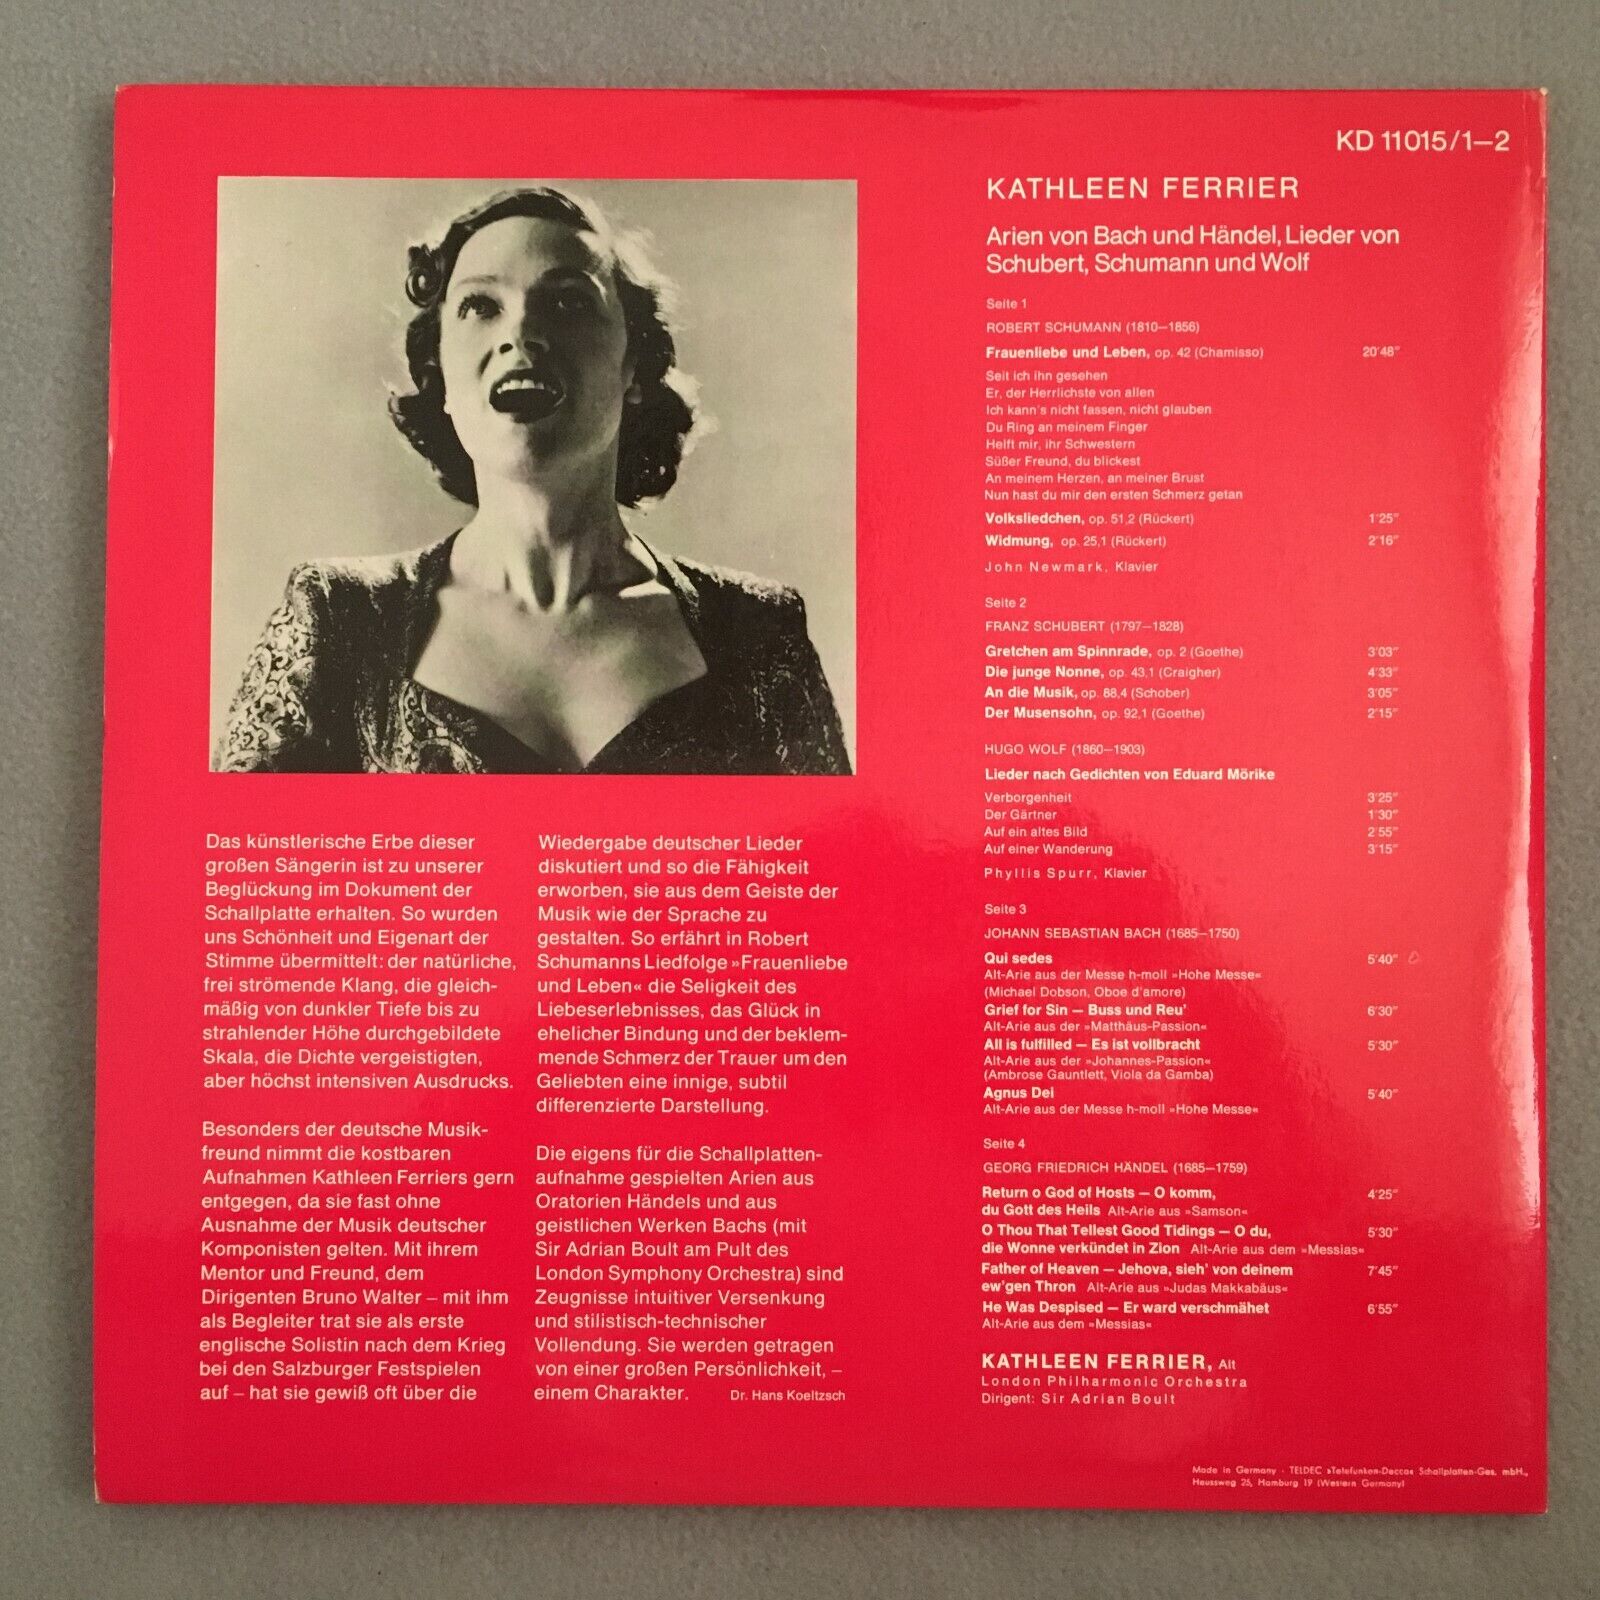 KD 11015/1–2
KATHLEEN FERRIER
Arien von Bach und Händel, Lieder von
Schubert, Schumann und Wolf
Seite 1
ROBERT SCHUMANN (1810–1856)
Frauenliebe und Leben, op. 42 (Chamisso) 20'48"
Seit ich ihn gesehen
Er, der Herrlichste von allen
Ich kann's nicht fassen, nicht glauben
Du Ring an meinem Finger
Helft mir, ihr Schwestern
Süßer Freund, du blickest
An meinem Herzen, an meiner Brust
Nun hast du mir den ersten Schmerz getan
Volksliedchen, op. 51,2 (Rückert) 1'25"
Widmung, op. 25,1 (Rückert) 2'16"
John Newmark, Klavier
Seite 2
FRANZ SCHUBERT (1797–1828)
Gretchen am Spinnrade, op. 2 (Goethe) 3'03"
Die junge Nonne, op. 43,1 (Craigher) 4'33"
An die Musik, op. 88,4 (Schober) 3'05"
Der Musensohn, op. 92,1 (Goethe) 2'15"
HUGO WOLF (1860–1903)
Lieder nach Gedichten von Eduard Mörike
Verborgenheit 3'25"
Der Gärtner 1'30"
Auf ein altes Bild 2'55"
Auf einer Wanderung 3'15"
Phyllis Spurr, Klavier
Seite 3
JOHANN SEBASTIAN BACH (1685–1750)
Qui sedes 5'40"
Alt-Arie aus der Messe h-moll »Hohe Messe«
(Michael Dobson, Oboe d'amore)
Grief for Sin – Buss und Reu' 6'30"
Alt-Arie aus der »Matthäus-Passion«
All is fulfilled – Es ist vollbracht 5'30"
Alt-Arie aus der »Johannes-Passion«
(Ambrose Gauntlett, Viola da Gamba)
Agnus Dei 5'40"
Alt-Arie aus der Messe h-moll »Hohe Messe«
Seite 4
GEORG FRIEDRICH HÄNDEL (1685–1759)
Return o God of Hosts – O komm, 4'25"
du Gott des Heils Alt-Arie aus »Samson«
O Thou That Tellest Good Tidings – O du, 5'30"
die Wonne verkündet in Zion Alt-Arie aus dem »Messias«
Father of Heaven – Jehova, sieh' von deinem 7'45"
ew'gen Thron Alt-Arie aus »Judas Makkabäus«
He Was Despised – Er ward verschmähet 6'55"
Alt-Arie aus dem »Messias«
KATHLEEN FERRIER, Alt
London Philharmonic Orchestra
Dirigent: Sir Adrian Boult
Das künstlerische Erbe dieser
großen Sängerin ist zu unserer
Beglückung im Dokument der
Schallplatte erhalten. So wurden
uns Schönheit und Eigenart der
Stimme übermittelt: der natürliche,
frei strömende Klang, die gleich-
mäßig von dunkler Tiefe bis zu
strahlender Höhe durchgebildete
Skala, die Dichte vergeistigten,
aber höchst intensiven Ausdrucks.
Besonders der deutsche Musik-
freund nimmt die kostbaren
Aufnahmen Kathleen Ferriers gern
entgegen, da sie fast ohne
Ausnahme der Musik deutscher
Komponisten gelten. Mit ihrem
Mentor und Freund, dem
Dirigenten Bruno Walter – mit ihm
als Begleiter trat sie als erste
englische Solistin nach dem Krieg
bei den Salzburger Festspielen
auf – hat sie gewiß oft über die
Wiedergabe deutscher Lieder
diskutiert und so die Fähigkeit
erworben, sie aus dem Geiste der
Musik wie der Sprache zu
gestalten. So erfährt in Robert
Schumanns Liedfolge »Frauenliebe
und Leben« die Seligkeit des
Liebeserlebnisses, das Glück in
ehelicher Bindung und der beklem-
mende Schmerz der Trauer um den
Geliebten eine innige, subtil
differenzierte Darstellung.
Die eigens für die Schallplatten-
aufnahme gespielten Arien aus
Oratorien Händels und aus
geistlichen Werken Bachs (mit
Sir Adrian Boult am Pult des
London Symphony Orchestra) sind
Zeugnisse intuitiver Versenkung
und stilistisch-technischer
Vollendung. Sie werden getragen
von einer großen Persönlichkeit, –
einem Charakter. Dr. Hans Koeltzsch
Made in Germany · TELDEC »Telefunken-Decca« Schallplatten-Ges. mbH.,
Heussweg 25, Hamburg 19 (Western Germany)